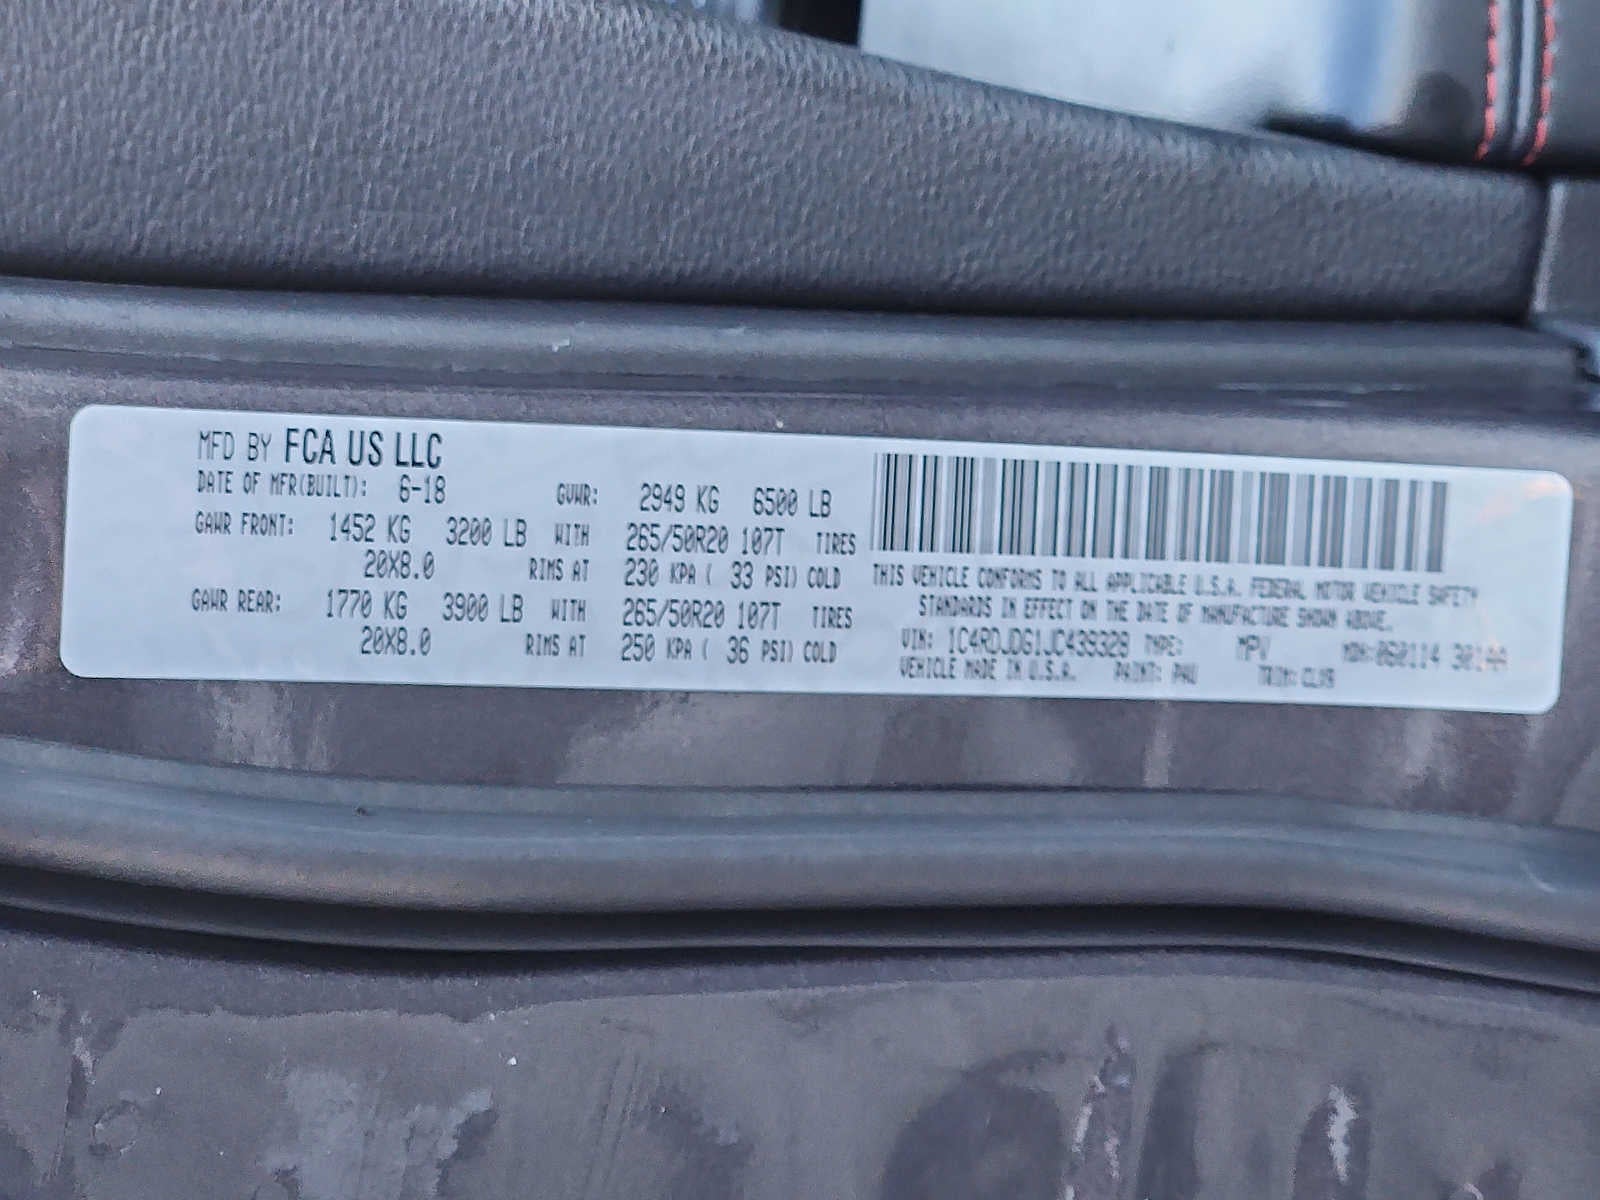 MFD BY FCA US LLC
DATE OF MFR(BUILT): 6-18 GVWR: 2949 KG 6500 LB
GAWR FRONT: 1452 KG 3200 LB WITH 265/50R20 107T TIRES
20X8.0 RIMS AT 230 KPA ( 33 PSI) COLD
GAWR REAR: 1770 KG 3900 LB WITH 265/50R20 107T TIRES
20X8.0 RIMS AT 250 KPA ( 36 PSI) COLD
THIS VEHICLE CONFORMS TO ALL APPLICABLE U.S.A. FEDERAL MOTOR VEHICLE SAFETY
STANDARDS IN EFFECT ON THE DATE OF MANUFACTURE SHOWN ABOVE.
VIN: 1C4RDJDG1JC439328 TYPE: MPV MDH:060114 301AA
VEHICLE MADE IN U.S.A. PAINT: PAU TRIM: